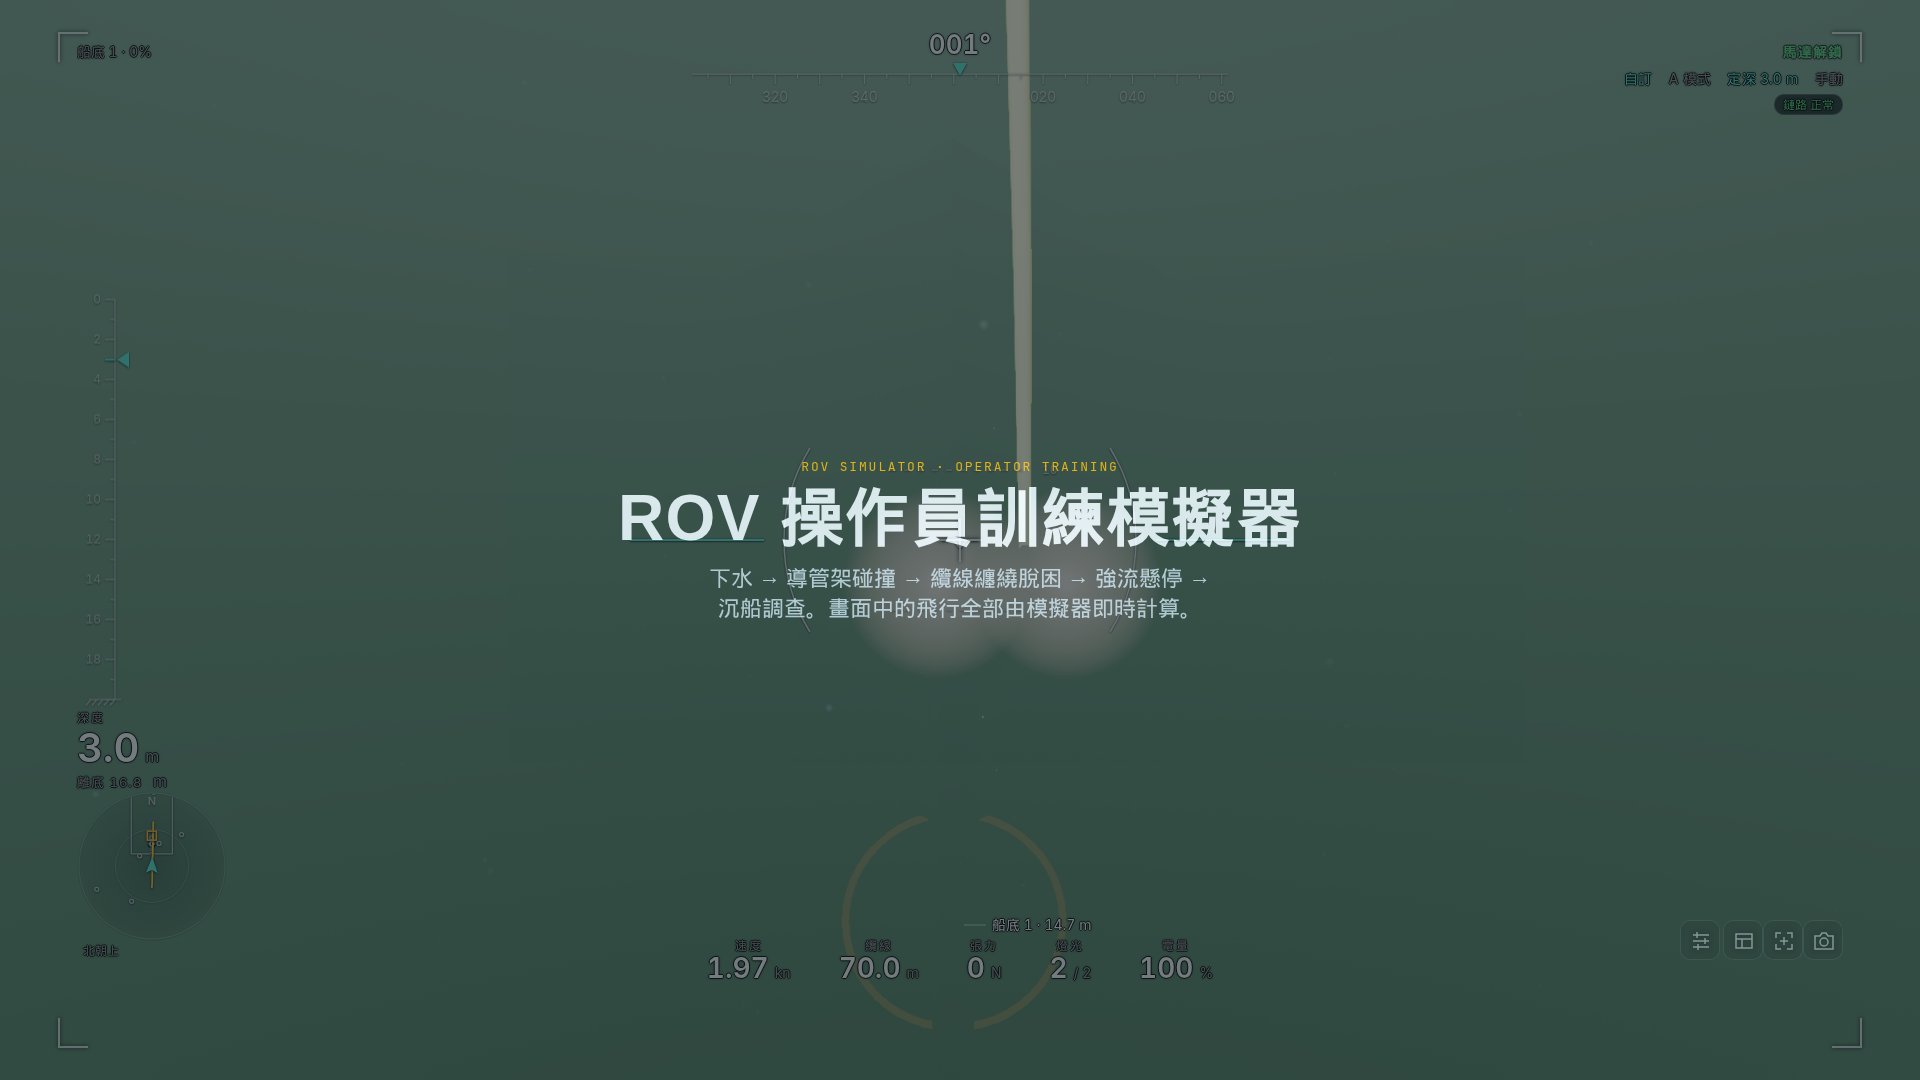 船底 1 · 0%
001°
320 340 020 040 060
馬達解鎖
自訂 A 模式 定深 3.0 m 手動
鏈路 正常
0
2
4
6
8
10
12
14
16
18
ROV SIMULATOR · OPERATOR TRAINING
ROV 操作員訓練模擬器
下水 → 導管架碰撞 → 纜線纏繞脫困 → 強流懸停 →
沉船調查。畫面中的飛行全部由模擬器即時計算。
深度
3.0 m
離底 16.8 m
N
北朝上
船底 1 · 14.7 m
速度 纜線 張力 燈光 電量
1.97 kn 70.0 m 0 N 2 / 2 100 %